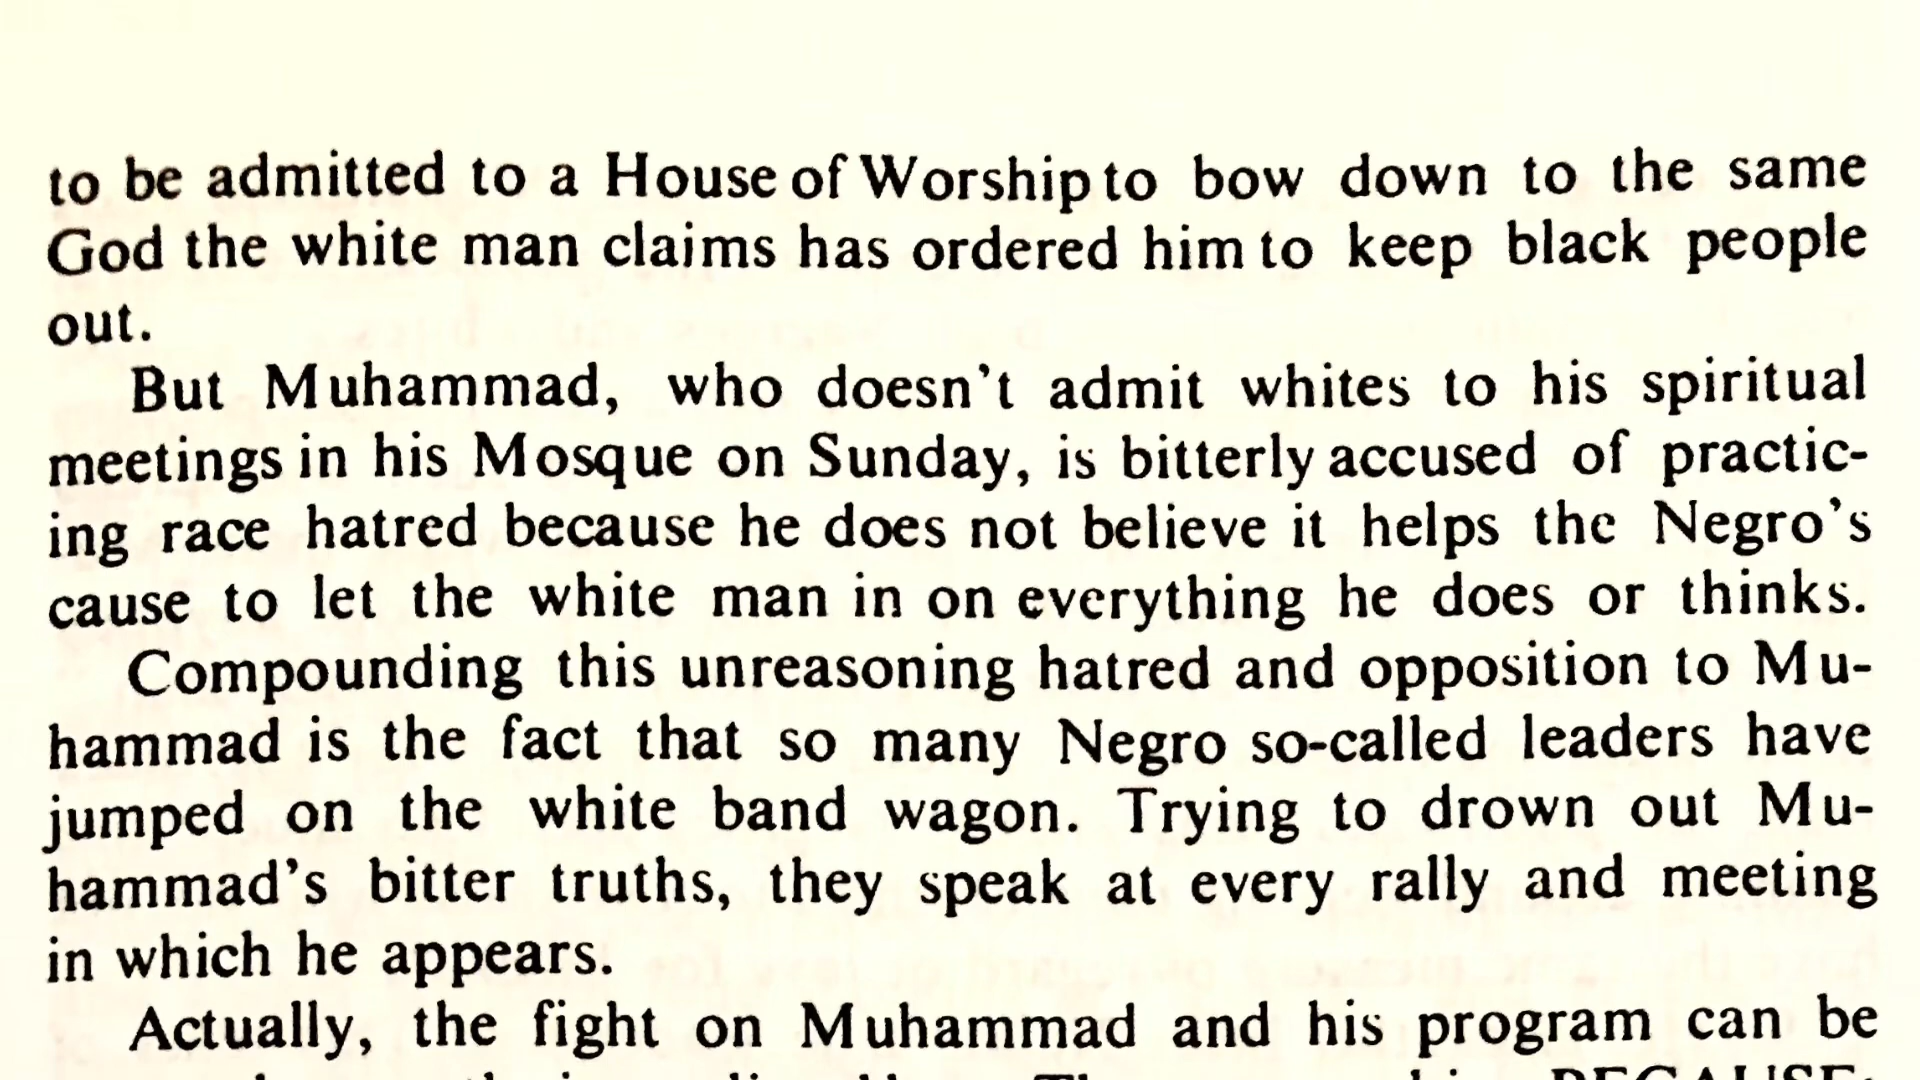 to be admitted to a House of Worship to bow down to the same
God the white man claims has ordered him to keep black people
out.
But Muhammad, who doesn't admit whites to his spiritual
meetings in his Mosque on Sunday, is bitterly accused of practic-
ing race hatred because he does not believe it helps the Negro's
cause to let the white man in on everything he does or thinks.
Compounding this unreasoning hatred and opposition to Mu-
hammad is the fact that so many Negro so-called leaders have
jumped on the white band wagon. Trying to drown out Mu-
hammad's bitter truths, they speak at every rally and meeting
in which he appears.
Actually, the fight on Muhammad and his program can be
BECAUSE: